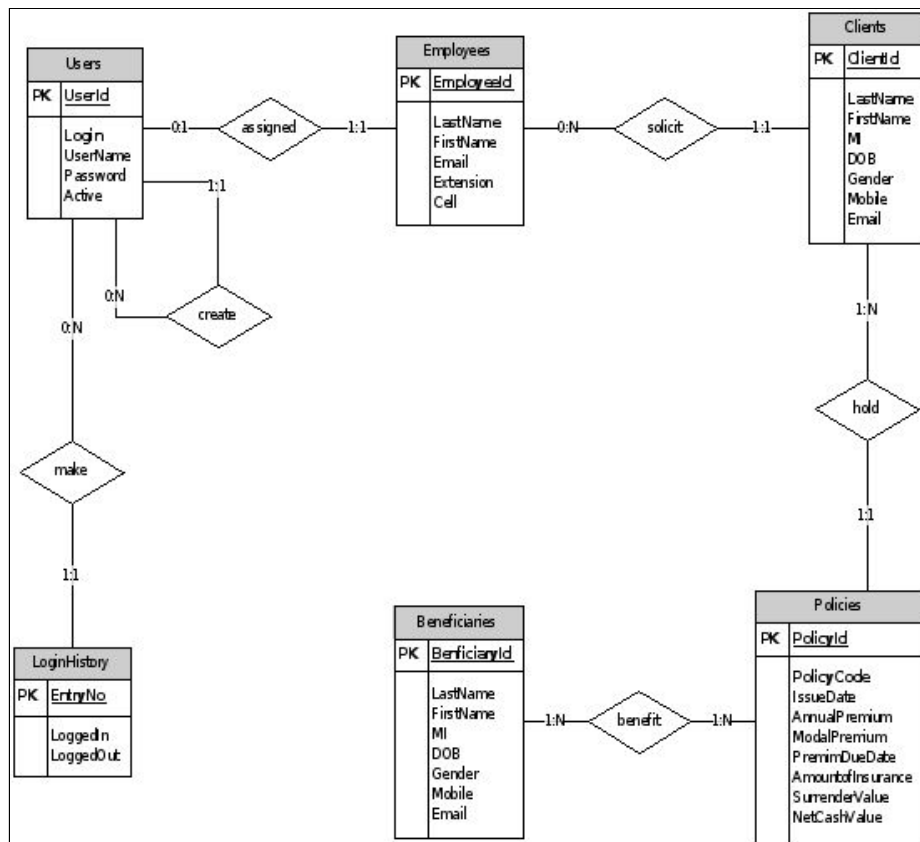 Users
PK UserId
Login
UserName
Password
Active
0:1
assigned
1:1
Employees
PK EmployeeId
LastName
FirstName
Email
Extension
Cell
0:N
solicit
1:1
Clients
PK ClientId
LastName
FirstName
MI
DOB
Gender
Mobile
Email
1:1
0:N
create
0:N
make
1:1
1:N
hold
1:1
LoginHistory
PK EntryNo
LoggedIn
LoggedOut
Beneficiaries
PK BenficiaryId
LastName
FirstName
MI
DOB
Gender
Mobile
Email
1:N
benefit
1:N
Policies
PK PolicyId
PolicyCode
IssueDate
AnnualPremium
ModalPremium
PremimDueDate
AmountofInsurance
SurrenderValue
NetCashValue